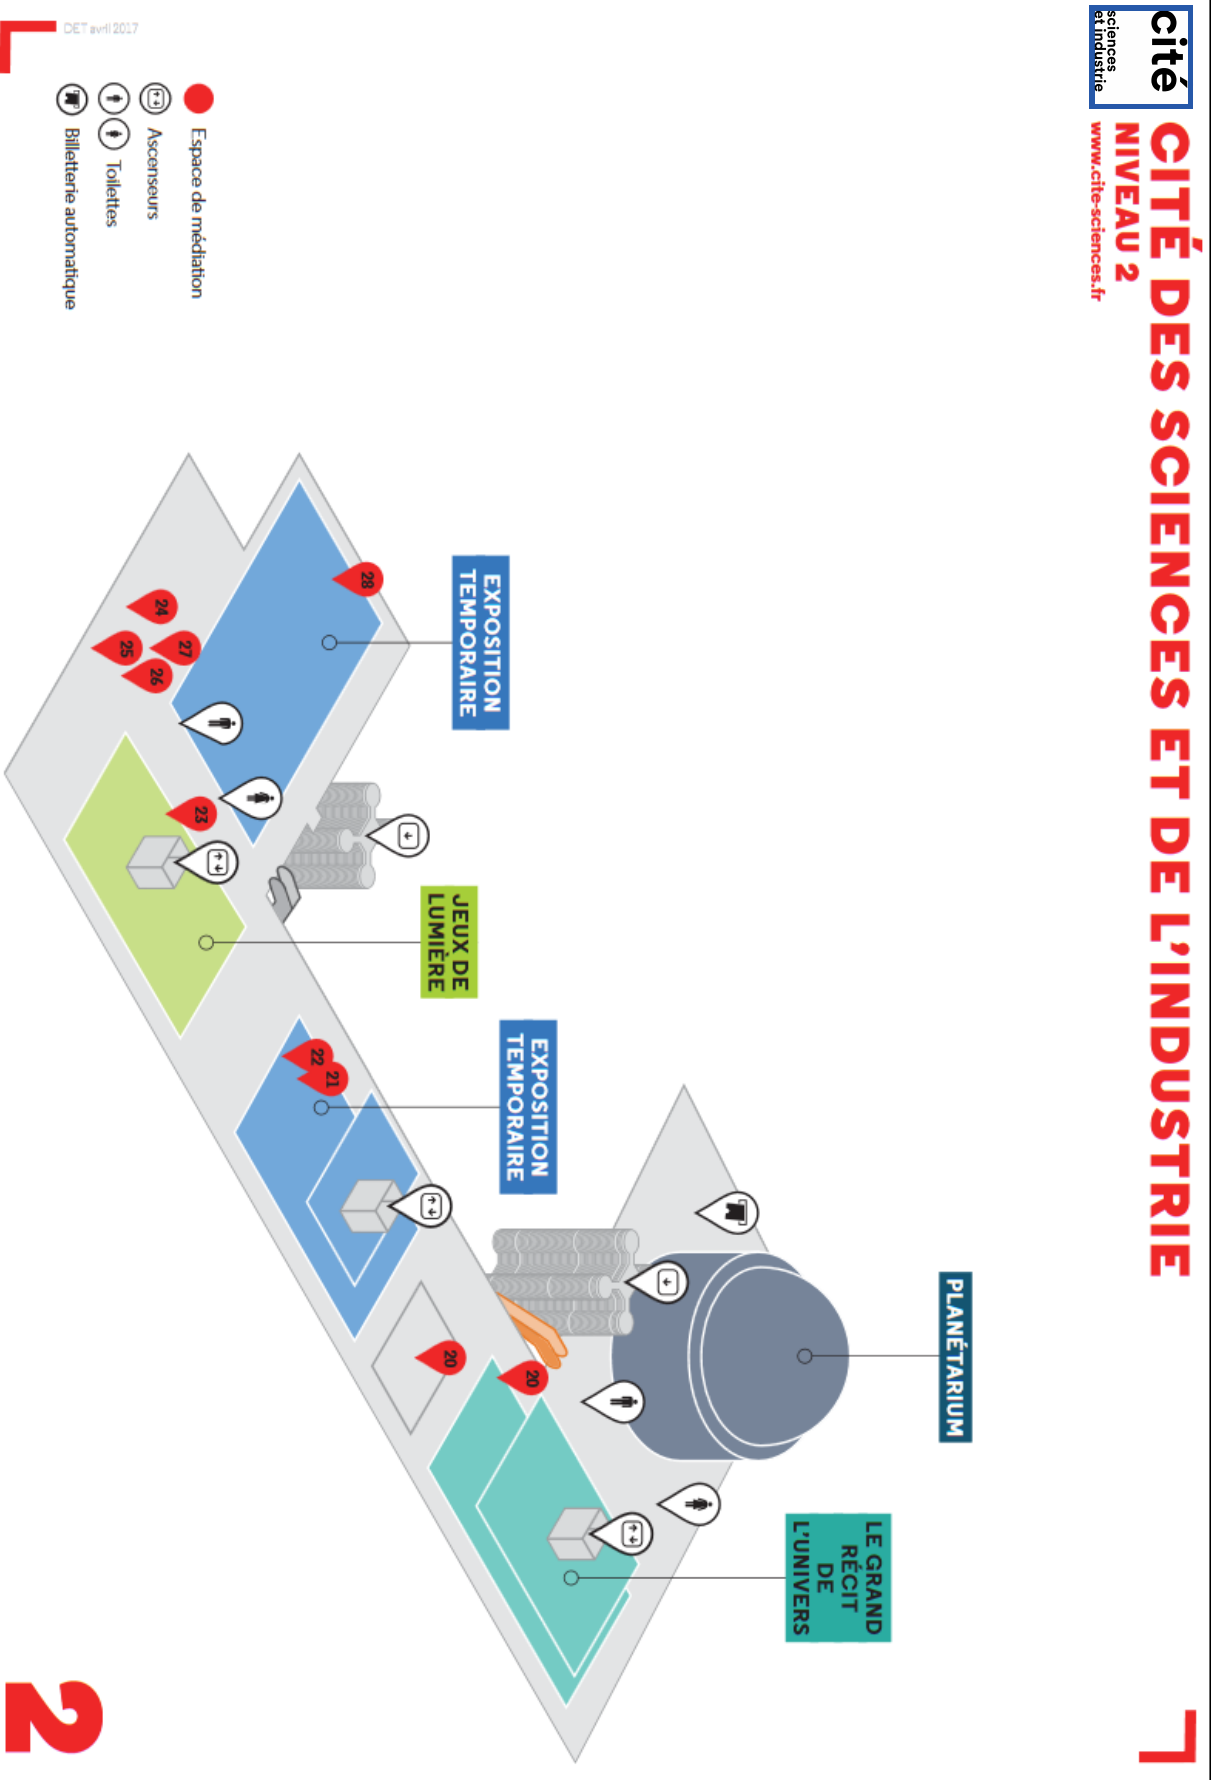 cité
sciences
et industrie
CITÉ DES SCIENCES ET DE L'INDUSTRIE
NIVEAU 2
www.cite-sciences.fr
PLANÉTARIUM
LE GRAND
RÉCIT
DE
L'UNIVERS
EXPOSITION
TEMPORAIRE
EXPOSITION
TEMPORAIRE
JEUX DE
LUMIÈRE
28
24
27
25
26
23
22
21
20
20
Espace de médiation
Ascenseurs
Toilettes
Billetterie automatique
DET avril 2017
2